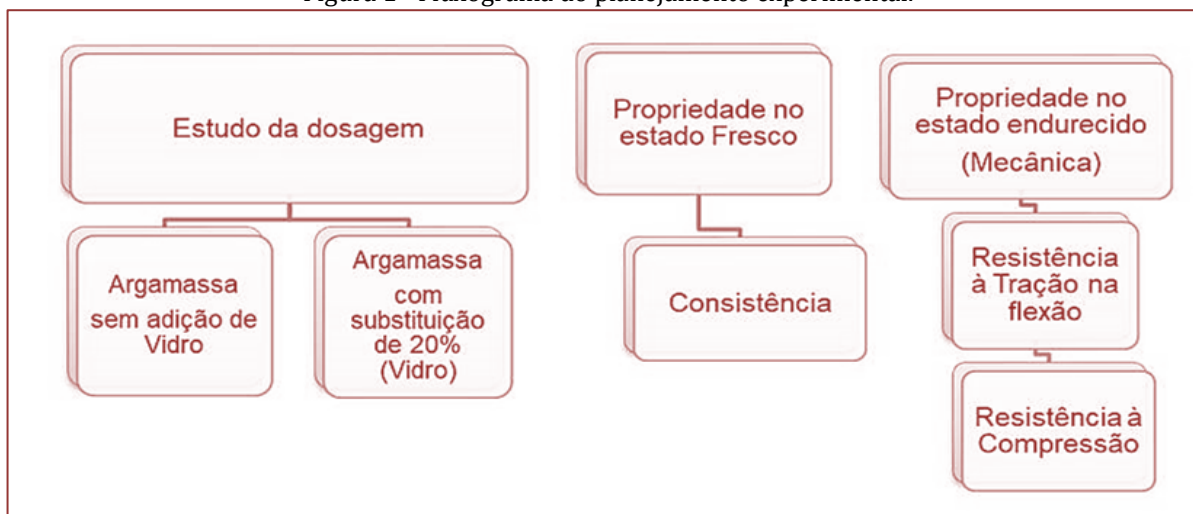 Estudo da dosagem
Argamassa
sem adição de
Vidro
Argamassa
com
substituição
de 20%
(Vidro)
Propriedade no
estado Fresco
Consistência
Propriedade no
estado endurecido
(Mecânica)
Resistência
à Tração na
flexão
Resistência à
Compressão